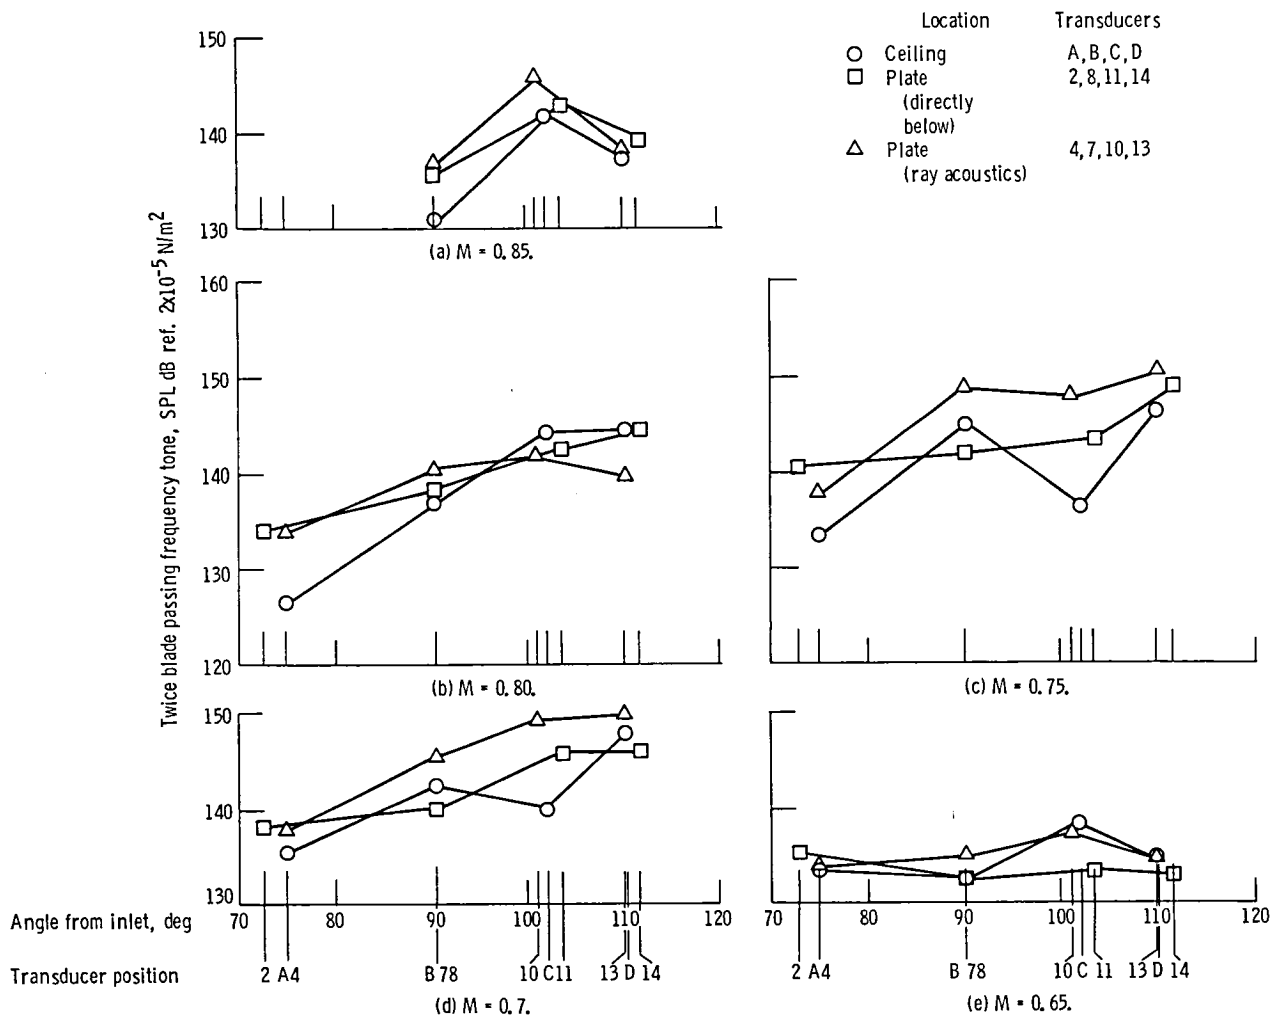 Location Transducers
Ceiling A, B, C, D
Plate 2, 8, 11, 14
(directly
below)
Plate 4, 7, 10, 13
(ray acoustics)
Twice blade passing frequency tone, SPL dB ref. 2x10⁻⁵ N/m²
150
140
130
(a) M = 0.85.
160
150
140
130
120
(b) M = 0.80.
(c) M = 0.75.
150
140
130
Angle from inlet, deg 70 80 90 100 110 120
Transducer position 2 A4 B 78 10 C11 13 D 14
(d) M = 0.7.
70 80 90 100 110 120
2 A4 B 78 10 C 11 13 D 14
(e) M = 0.65.